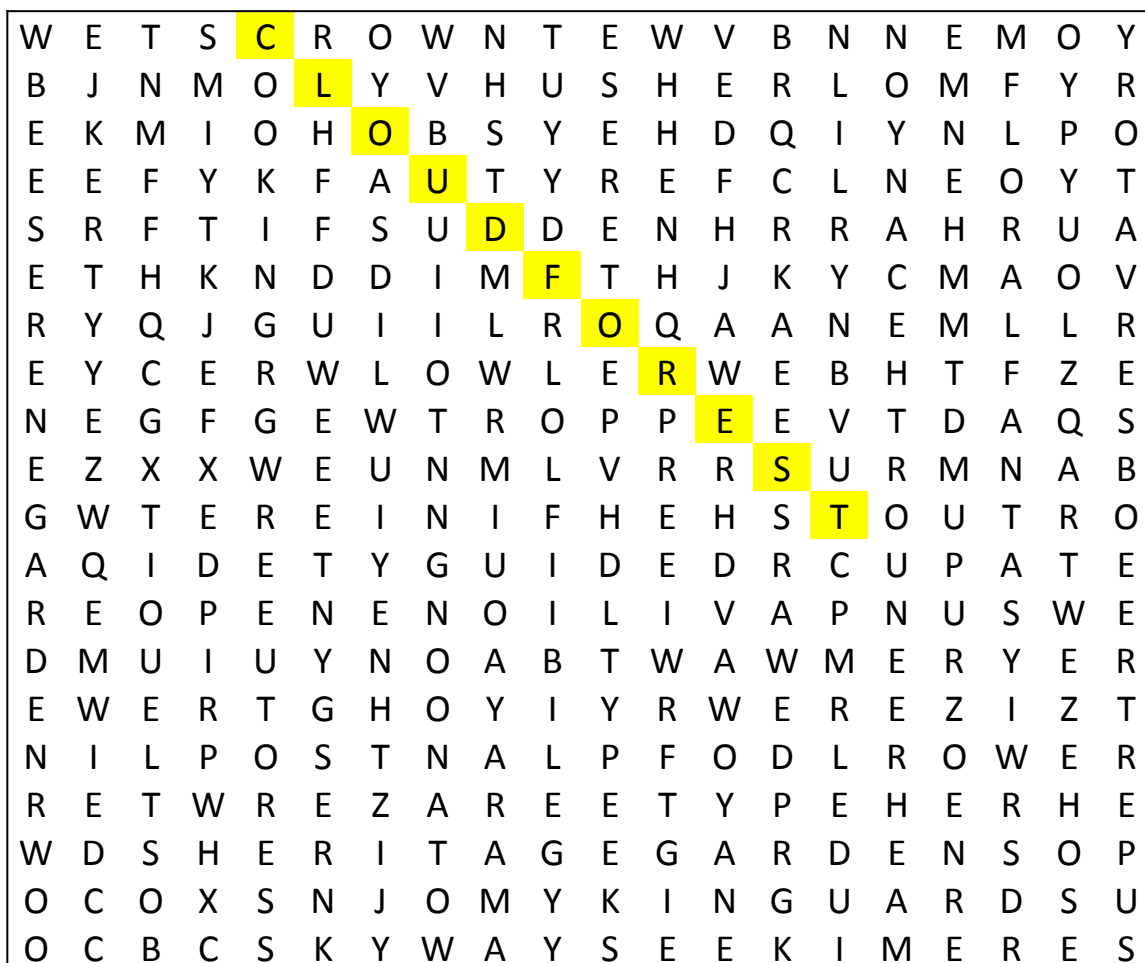 W E T S C R O W N T E W V B N N E M O Y
B J N M O L Y V H U S H E R L O M F Y R
E K M I O H O B S Y E H D Q I Y N L P O
E E F Y K F A U T Y R E F C L N E O Y T
S R F T I F S U D D E N H R R A H R U A
E T H K N D D I M F T H J K Y C M A O V
R Y Q J G U I I L R O Q A A N E M L L R
E Y C E R W L O W L E R W E B H T F Z E
N E G F G E W T R O P P E E V T D A Q S
E Z X X W E U N M L V R R S U R M N A B
G W T E R E I N I F H E H S T O U T R O
A Q I D E T Y G U I D E D R C U P A T E
R E O P E N E N O I L I V A P N U S W E
D M U I U Y N O A B T W A W M E R Y E R
E W E R T G H O Y I Y R W E R E Z I Z T
N I L P O S T N A L P F O D L R O W E R
R E T W R E Z A R E E T Y P E H E R H E
W D S H E R I T A G E G A R D E N S O P
O C O X S N J O M Y K I N G U A R D S U
O C B C S K Y W A Y S E E K I M E R E S